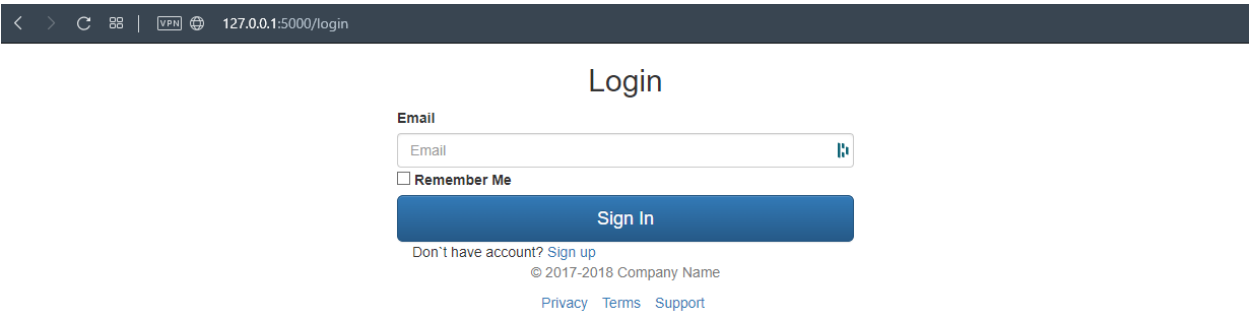 VPN 127.0.0.1:5000/login
Login
Email
Email
Remember Me
Sign In
Don`t have account? Sign up
© 2017-2018 Company Name
Privacy Terms Support